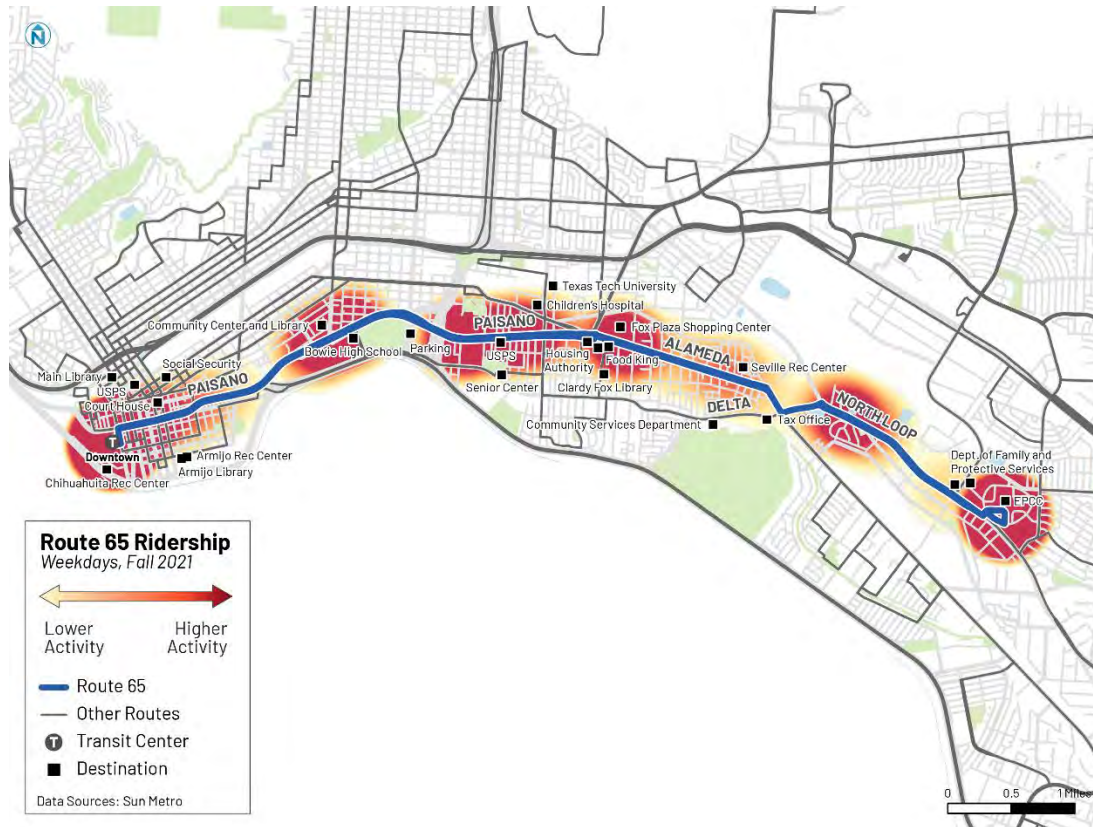 N
Texas Tech University
Children's Hospital
PAISANO
Community Center and Library
Fox Plaza Shopping Center
Bowie High School
Parking
USPS
Housing
Authority
Food King
ALAMEDA
Social Security
Seville Rec Center
Main Library
USPS
PAISANO
Senior Center
Clardy Fox Library
Court House
DELTA
NORTH LOOP
Community Services Department
Tax Office
T
Downtown
Armijo Rec Center
Armijo Library
Dept. of Family and
Protective Services
Chihuahuita Rec Center
EPCC
Route 65 Ridership
Weekdays, Fall 2021
Lower
Activity
Higher
Activity
Route 65
Other Routes
T
Transit Center
Destination
Data Sources: Sun Metro
0 0.5 1 Miles